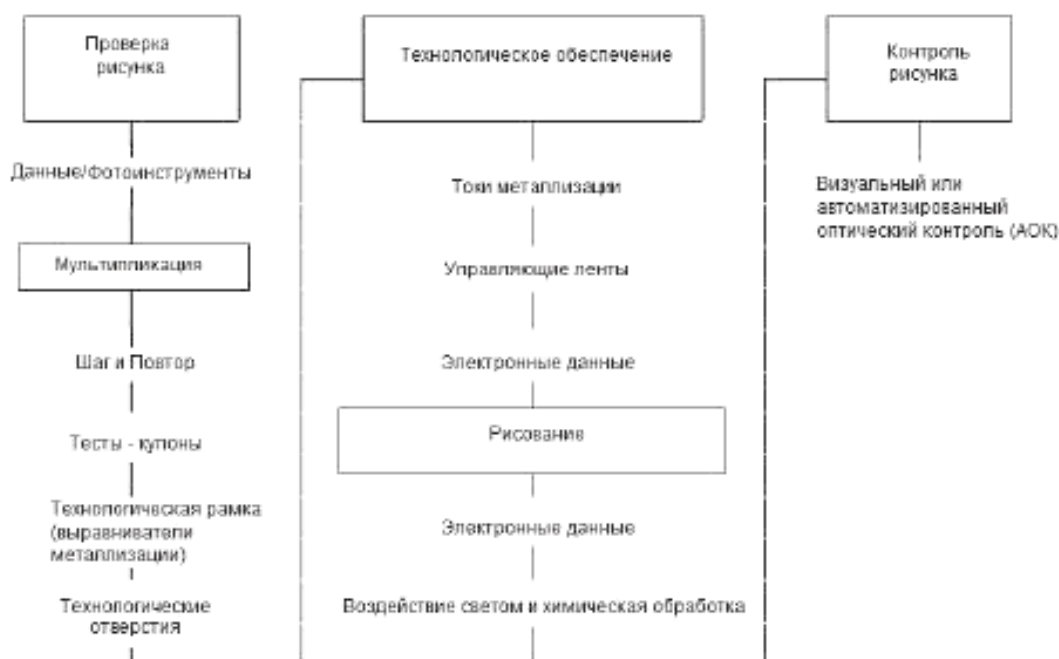 Проверка
рисунка
Данные/Фотоинструменты
Мультипликация
Шаг и Повтор
Тесты - купоны
Технологическая рамка
(выравниватели
металлизации)
Технологические
отверстия
Технологическое обеспечение
Токи металлизации
Управляющие ленты
Электронные данные
Рисование
Электронные данные
Воздействие светом и химическая обработка
Контроль
рисунка
Визуальный или
автоматизированный
оптический контроль (АОК)